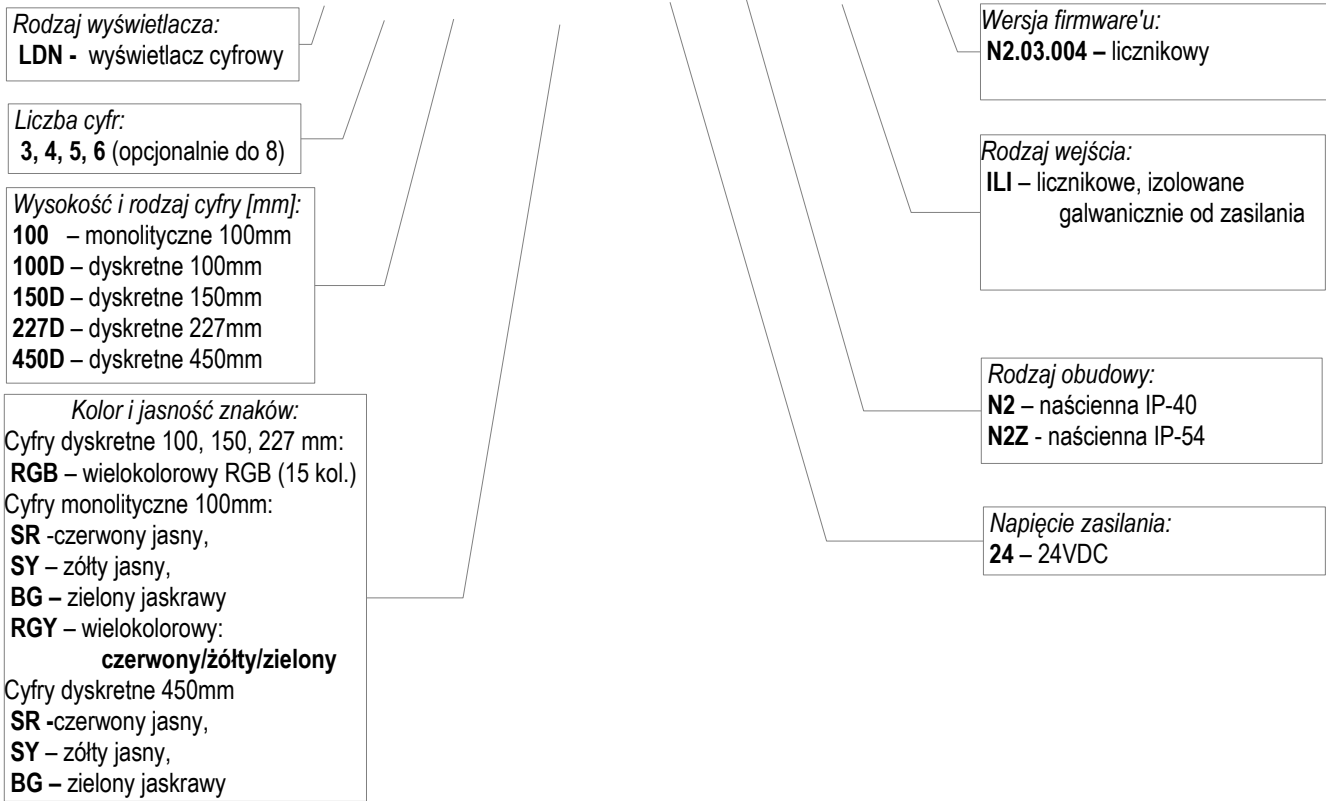 Rodzaj wyświetlacza:
LDN - wyświetlacz cyfrowy
Liczba cyfr:
3, 4, 5, 6 (opcjonalnie do 8)
Wysokość i rodzaj cyfry [mm]:
100 – monolityczne 100mm
100D – dyskretne 100mm
150D – dyskretne 150mm
227D – dyskretne 227mm
450D – dyskretne 450mm
Kolor i jasność znaków:
Cyfry dyskretne 100, 150, 227 mm:
RGB – wielokolorowy RGB (15 kol.)
Cyfry monolityczne 100mm:
SR -czerwony jasny,
SY – zółty jasny,
BG – zielony jaskrawy
RGY – wielokolorowy:
czerwony/żółty/zielony
Cyfry dyskretne 450mm
SR -czerwony jasny,
SY – zółty jasny,
BG – zielony jaskrawy
Wersja firmware'u:
N2.03.004 – licznikowy
Rodzaj wejścia:
ILI – licznikowe, izolowane
galwanicznie od zasilania
Rodzaj obudowy:
N2 – naścienna IP-40
N2Z - naścienna IP-54
Napięcie zasilania:
24 – 24VDC